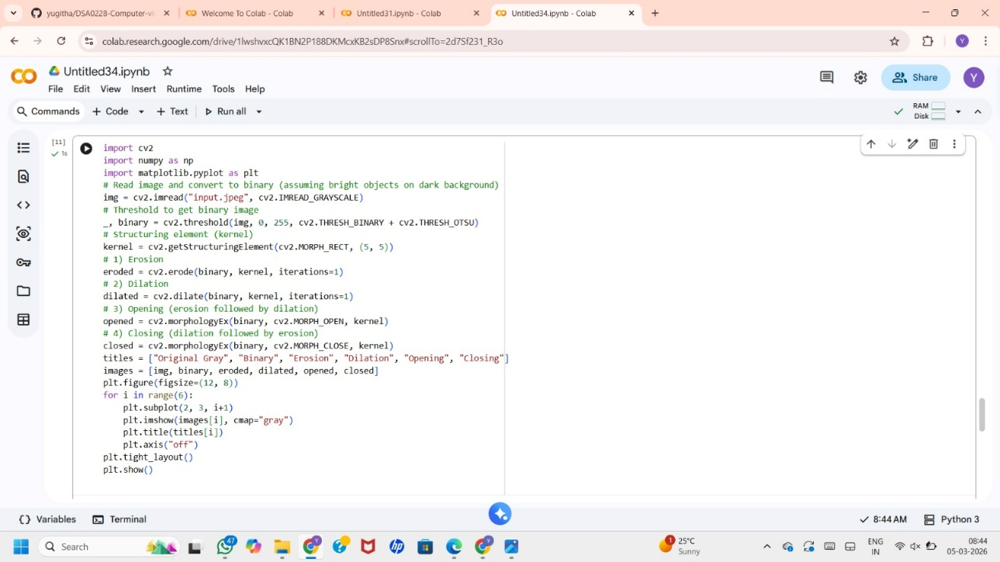 yugitha/DSA0228-Computer-vi
Welcome To Colab - Colab
Untitled31.ipynb - Colab
Untitled34.ipynb - Colab
colab.research.google.com/drive/1lwshvxcQK1BN2P188DKMcxKB2sDP8Snx#scrollTo=2d7Sf231_R3o
Y
CO
Untitled34.ipynb
File Edit View Insert Runtime Tools Help
Share
Y
Commands + Code + Text Run all
RAM
Disk
[11]
1s
import cv2
import numpy as np
import matplotlib.pyplot as plt
# Read image and convert to binary (assuming bright objects on dark background)
img = cv2.imread("input.jpeg", cv2.IMREAD_GRAYSCALE)
# Threshold to get binary image
_, binary = cv2.threshold(img, 0, 255, cv2.THRESH_BINARY + cv2.THRESH_OTSU)
# Structuring element (kernel)
kernel = cv2.getStructuringElement(cv2.MORPH_RECT, (5, 5))
# 1) Erosion
eroded = cv2.erode(binary, kernel, iterations=1)
# 2) Dilation
dilated = cv2.dilate(binary, kernel, iterations=1)
# 3) Opening (erosion followed by dilation)
opened = cv2.morphologyEx(binary, cv2.MORPH_OPEN, kernel)
# 4) Closing (dilation followed by erosion)
closed = cv2.morphologyEx(binary, cv2.MORPH_CLOSE, kernel)
titles = ["Original Gray", "Binary", "Erosion", "Dilation", "Opening", "Closing"]
images = [img, binary, eroded, dilated, opened, closed]
plt.figure(figsize=(12, 8))
for i in range(6):
    plt.subplot(2, 3, i+1)
    plt.imshow(images[i], cmap="gray")
    plt.title(titles[i])
    plt.axis("off")
plt.tight_layout()
plt.show()
Variables Terminal
8:44 AM Python 3
Search
47
hp
1
25°C
Sunny
ENG
IN
08:44
05-03-2026